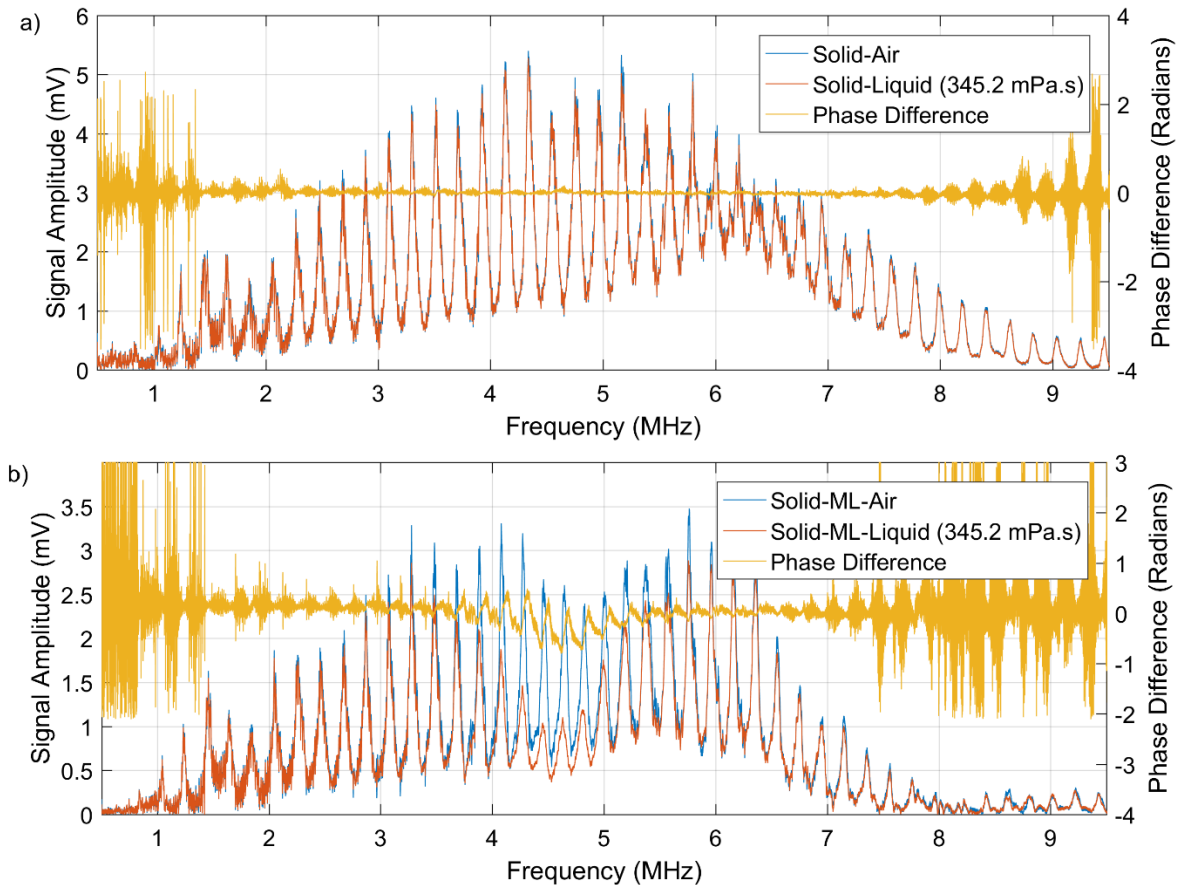 a)
6
5
4
3
2
1
0
Signal Amplitude (mV)
Solid-Air
Solid-Liquid (345.2 mPa.s)
Phase Difference
4
2
0
-2
-4
Phase Difference (Radians)
1 2 3 4 5 6 7 8 9
Frequency (MHz)
b)
3.5
3
2.5
2
1.5
1
0.5
0
Signal Amplitude (mV)
Solid-ML-Air
Solid-ML-Liquid (345.2 mPa.s)
Phase Difference
3
2
1
0
-1
-2
-3
-4
Phase Difference (Radians)
1 2 3 4 5 6 7 8 9
Frequency (MHz)